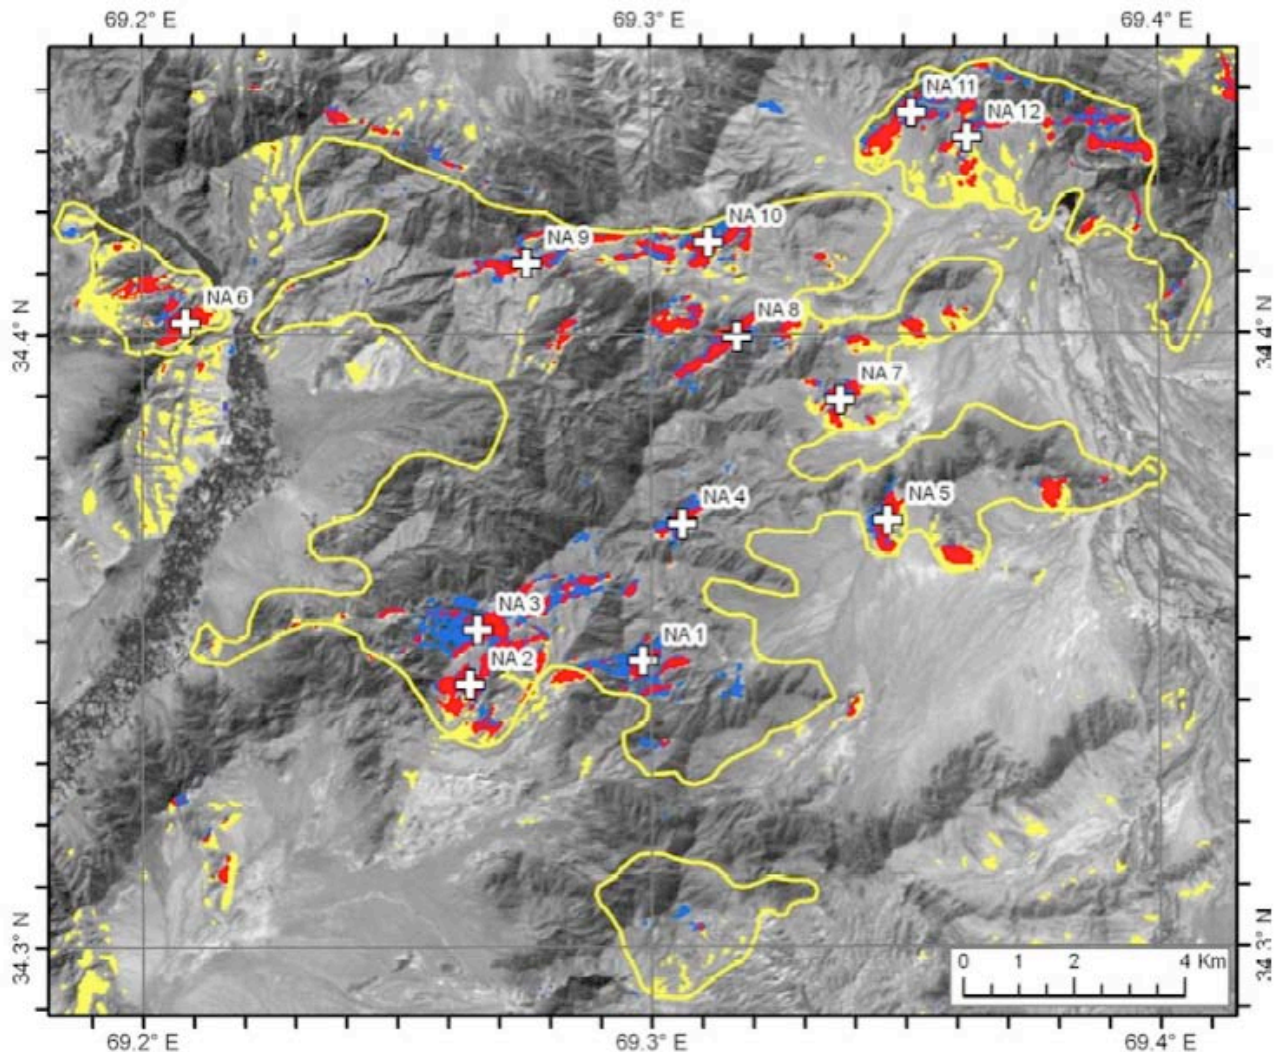 69.2° E
69.3° E
69.4° E
NA 11
NA 12
NA 10
NA 9
NA 6
NA 8
34.4° N
34.4° N
NA 7
NA 4
NA 5
NA 3
NA 1
NA 2
34.3° N
34.3° N
0 1 2 4 Km
69.2° E
69.3° E
69.4° E